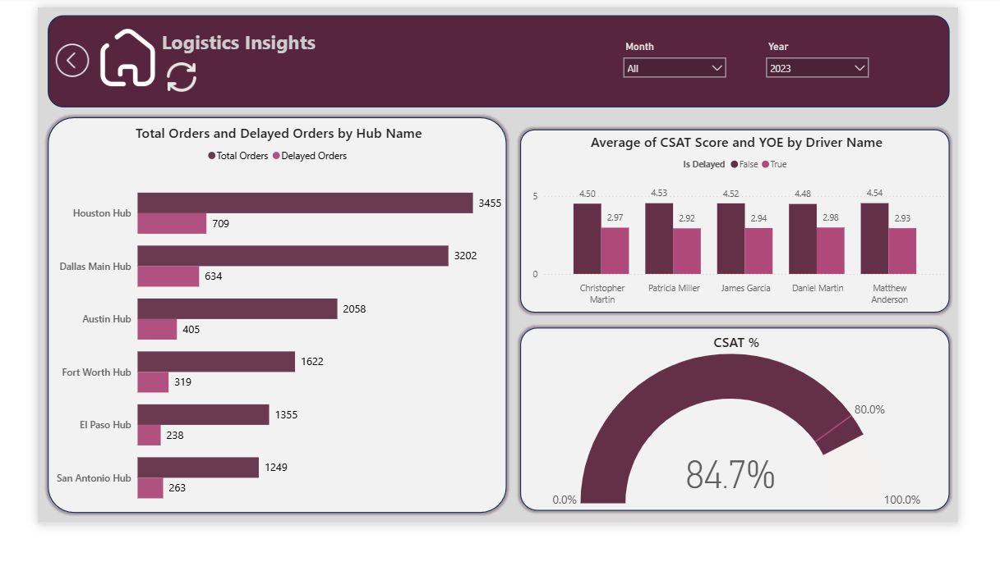 Logistics Insights
Month
All
Year
2023
Total Orders and Delayed Orders by Hub Name
Total Orders Delayed Orders
Houston Hub
3455
709
Dallas Main Hub
3202
634
Austin Hub
2058
405
Fort Worth Hub
1622
319
El Paso Hub
1355
238
San Antonio Hub
1249
263
Average of CSAT Score and YOE by Driver Name
Is Delayed False True
5
0
4.50
2.97
4.53
2.92
4.52
2.94
4.48
2.98
4.54
2.93
Christopher
Martin
Patricia Miller
James Garcia
Daniel Martin
Matthew
Anderson
CSAT %
80.0%
84.7%
0.0%
100.0%